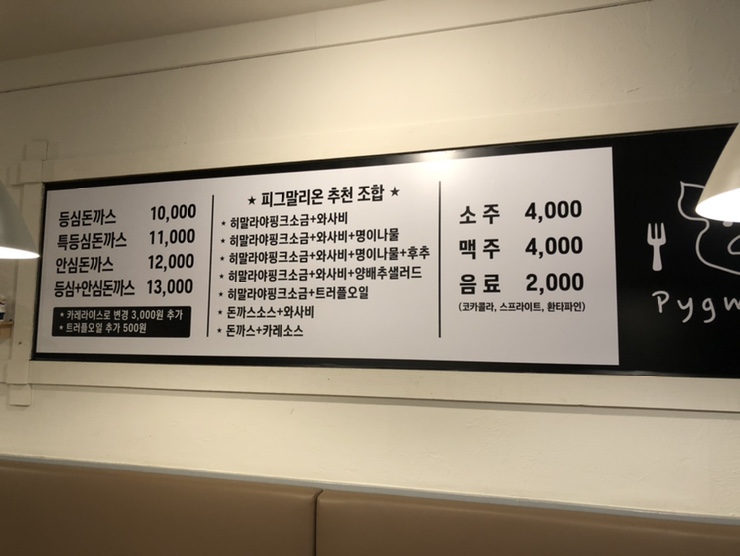 등심돈까스 10,000
특등심돈까스 11,000
안심돈까스 12,000
등심+안심돈까스 13,000
* 카레라이스로 변경 3,000원 추가
* 트러플오일 추가 500원
★ 피그말리온 추천 조합 ★
* 히말라야핑크소금+와사비
* 히말라야핑크소금+와사비+명이나물
* 히말라야핑크소금+와사비+명이나물+후추
* 히말라야핑크소금+와사비+양배추샐러드
* 히말라야핑크소금+트러플오일
* 돈까스소스+와사비
* 돈까스+카레소스
소 주 4,000
맥 주 4,000
음 료 2,000
(코카콜라, 스프라이트, 환타파인)